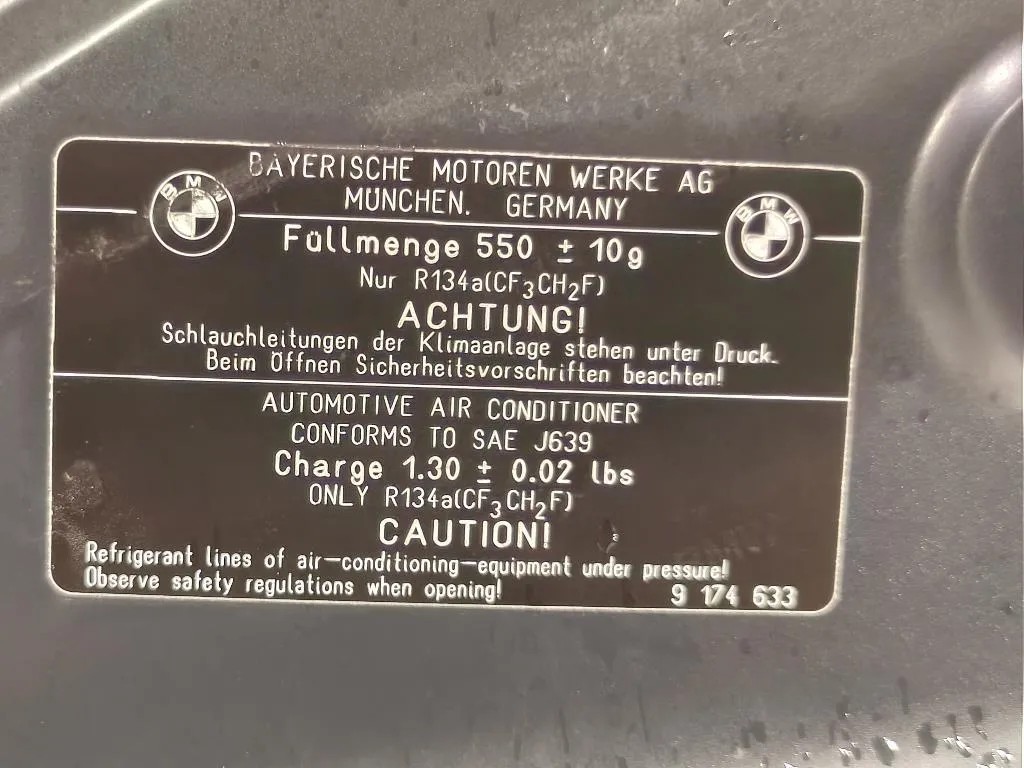 BAYERISCHE MOTOREN WERKE AG
MÜNCHEN. GERMANY
BMW
BMW
Füllmenge 550 ± 10g
Nur R134a(CF₃CH₂F)
ACHTUNG!
Schlauchleitungen der Klimaanlage stehen unter Druck.
Beim Öffnen Sicherheitsvorschriften beachten!
AUTOMOTIVE AIR CONDITIONER
CONFORMS TO SAE J639
Charge 1.30 ± 0.02 lbs
ONLY R134a(CF₃CH₂F)
CAUTION!
Refrigerant lines of air-conditioning-equipment under pressure!
Observe safety regulations when opening!
9 174 633